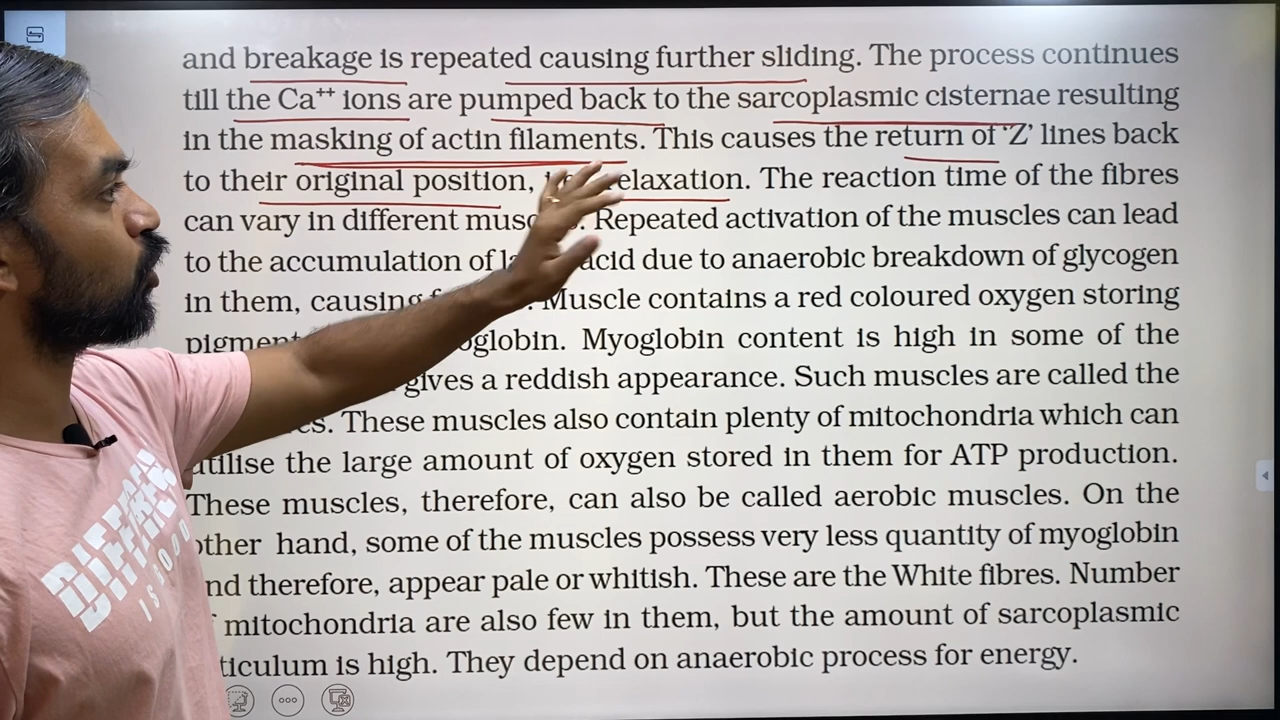 and breakage is repeated causing further sliding. The process continues
till the Ca⁺⁺ ions are pumped back to the sarcoplasmic cisternae resulting
in the masking of actin filaments. This causes the return of ‘Z’ lines back
to their original position, relaxation. The reaction time of the fibres
can vary in different Repeated activation of the muscles can lead
to the accumulation of acid due to anaerobic breakdown of glycogen
in them, causing Muscle contains a red coloured oxygen storing
Myoglobin content is high in some of the
gives a reddish appearance. Such muscles are called the
These muscles also contain plenty of mitochondria which can
utilise the large amount of oxygen stored in them for ATP production.
These muscles, therefore, can also be called aerobic muscles. On the
other hand, some of the muscles possess very less quantity of myoglobin
and therefore, appear pale or whitish. These are the White fibres. Number
mitochondria are also few in them, but the amount of sarcoplasmic
reticulum is high. They depend on anaerobic process for energy.